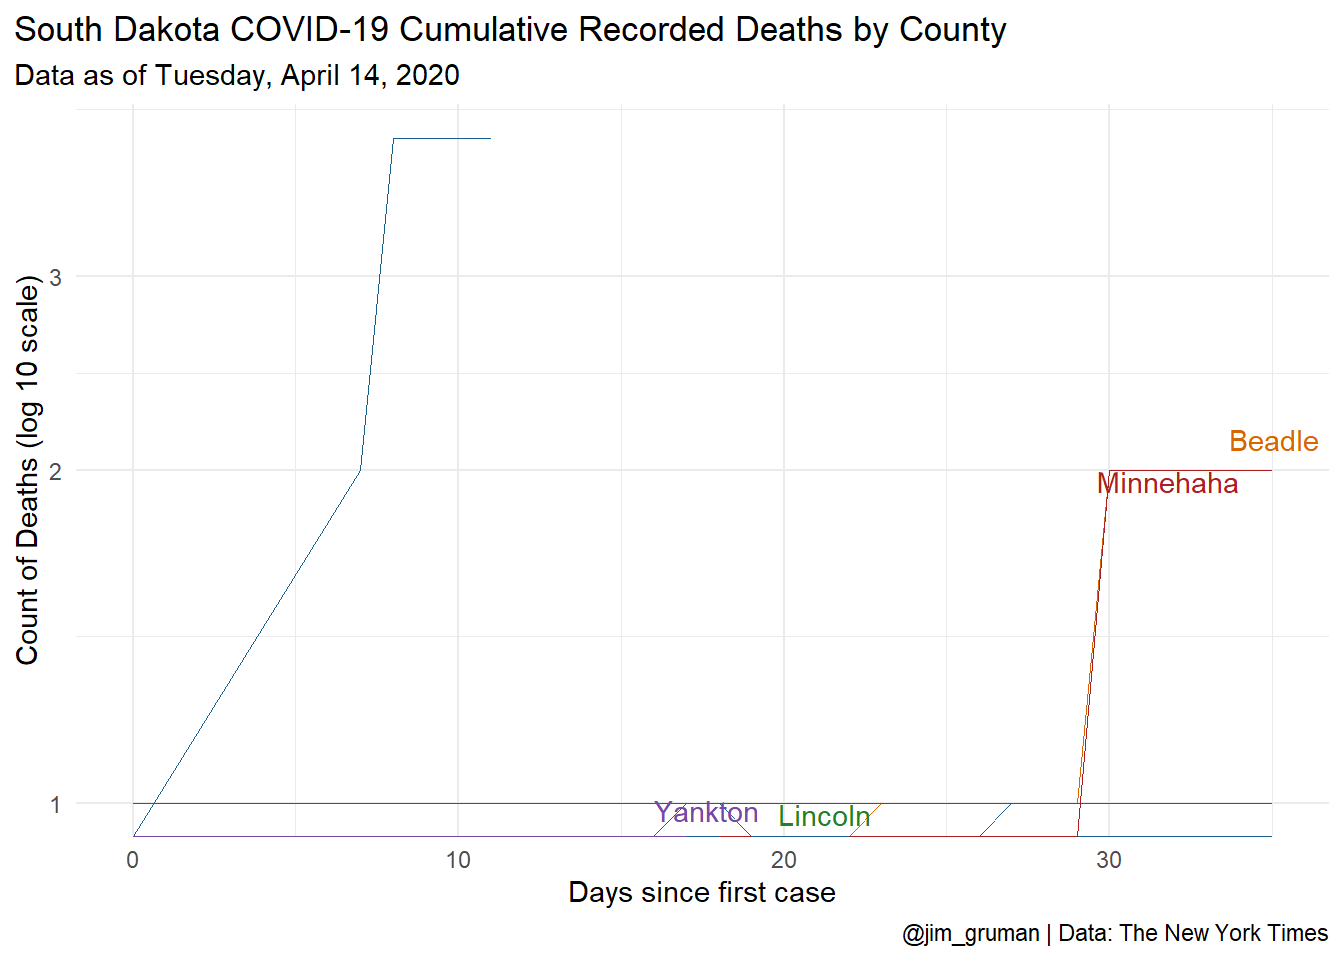 South Dakota COVID-19 Cumulative Recorded Deaths by County
Data as of Tuesday, April 14, 2020
Count of Deaths (log 10 scale)
3
2
1
Beadle
Minnehaha
Yankton
Lincoln
0
10
20
30
Days since first case
@jim_gruman | Data: The New York Times